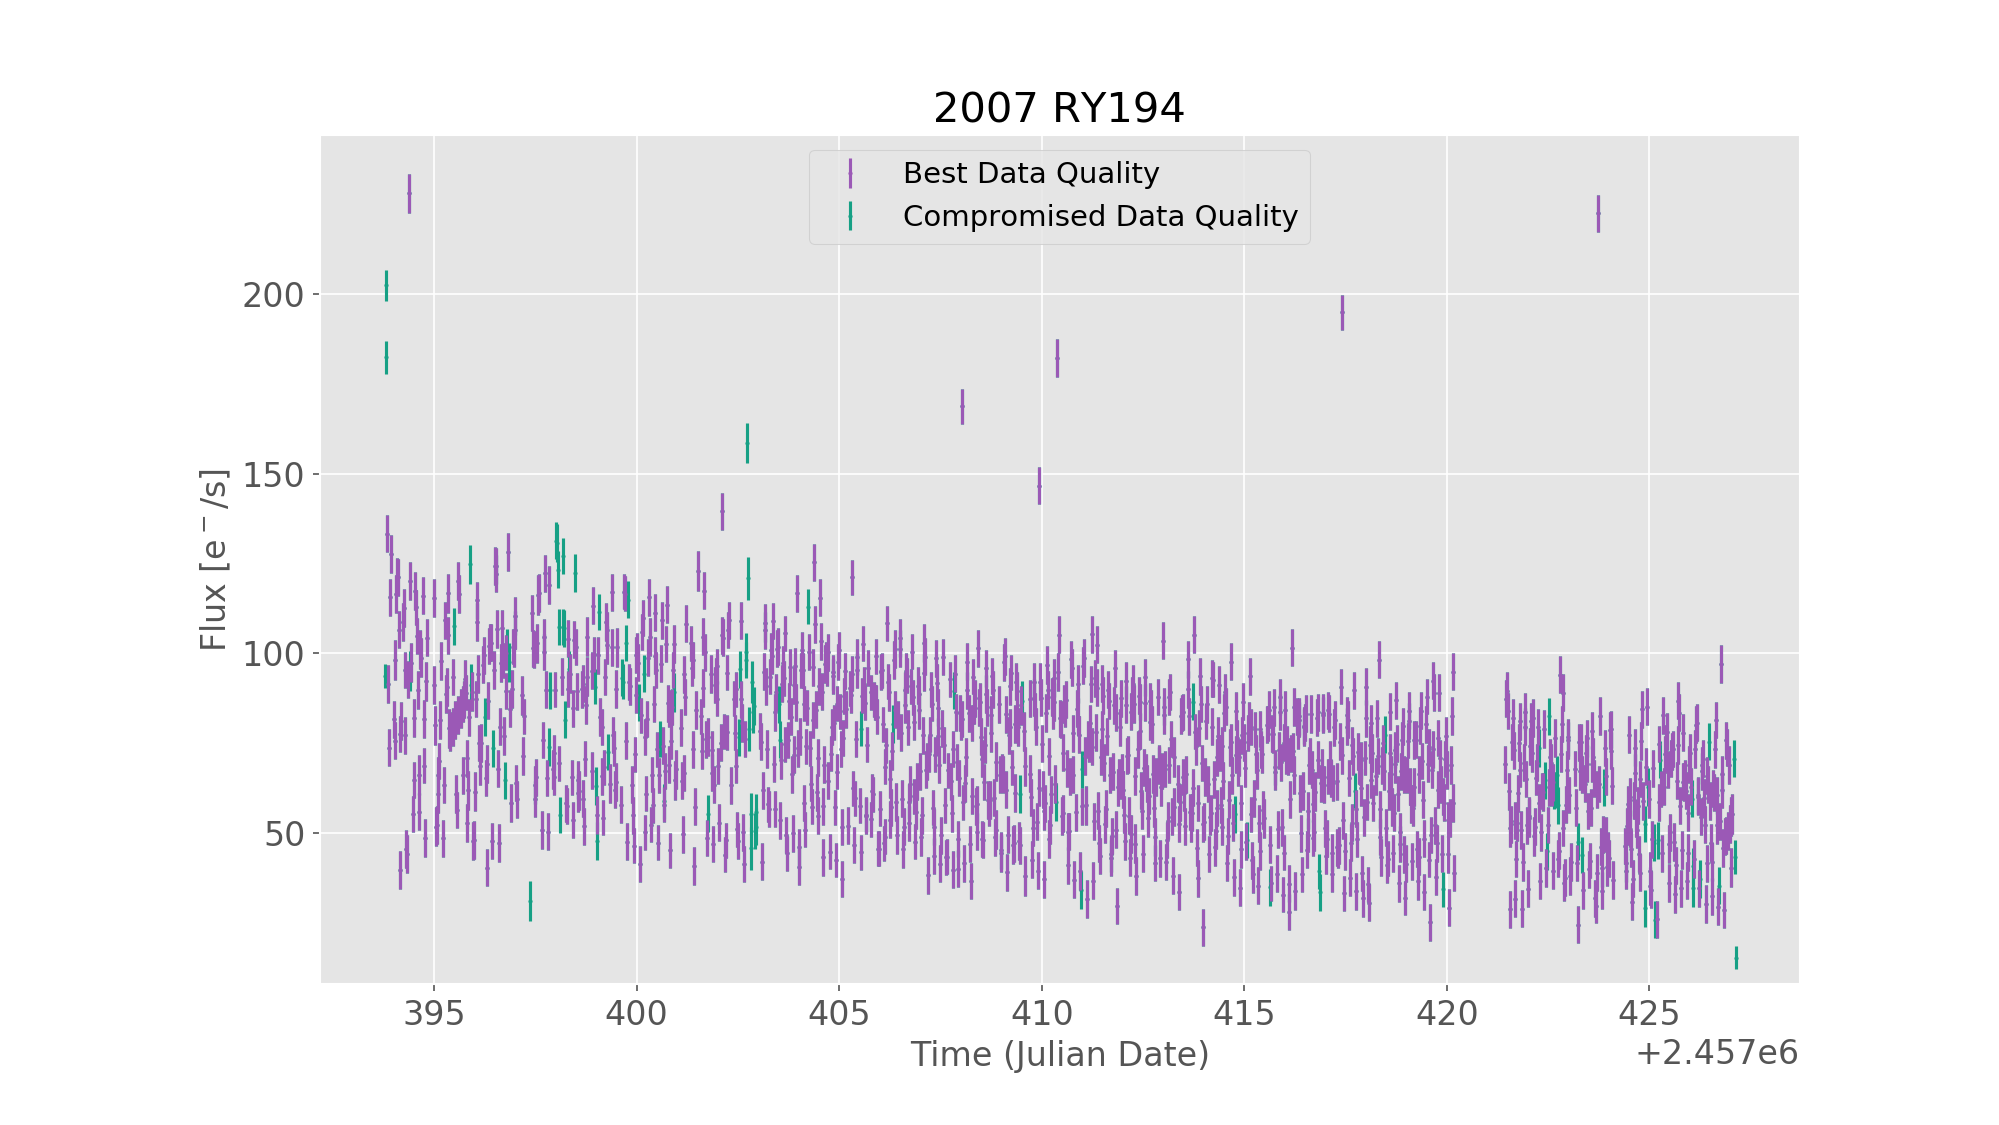 2007 RY194
Best Data Quality
Compromised Data Quality
200
150
100
50
Flux [e⁻/s]
395 400 405 410 415 420 425
Time (Julian Date)
+2.457e6